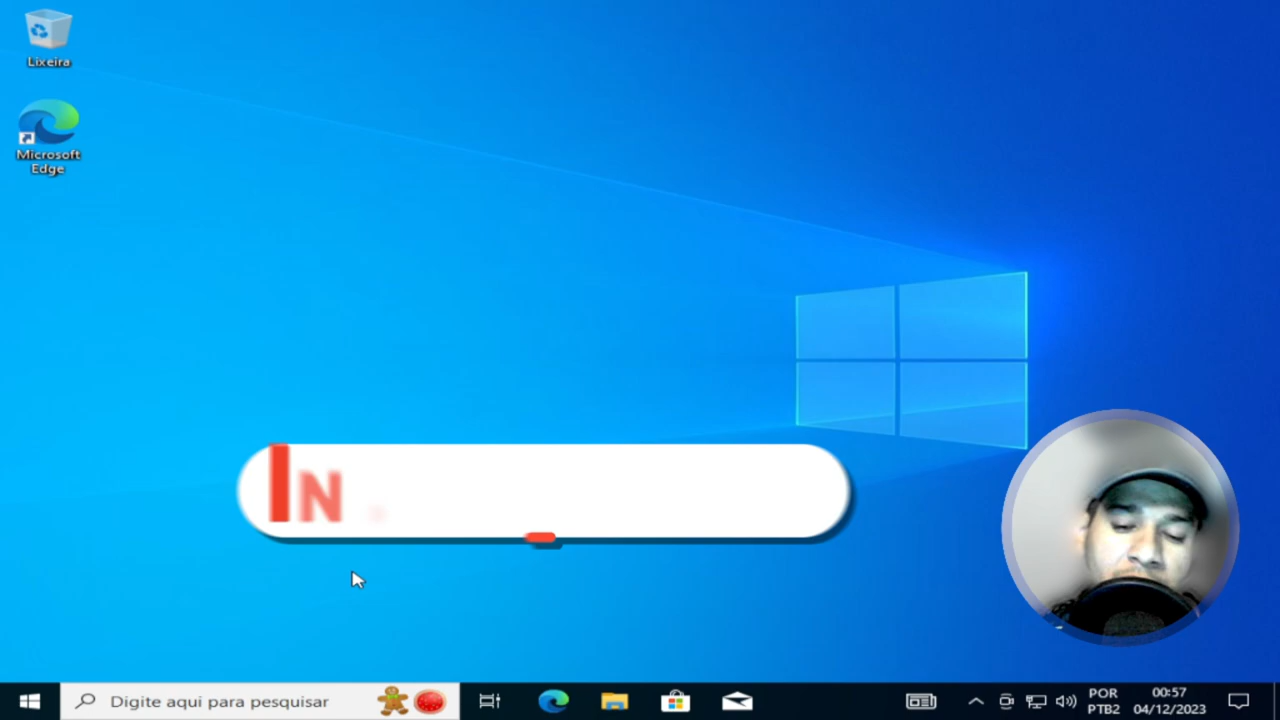 Lixeira
Microsoft
Edge
IN
Digite aqui para pesquisar
POR
PTB2
00:57
04/12/2023